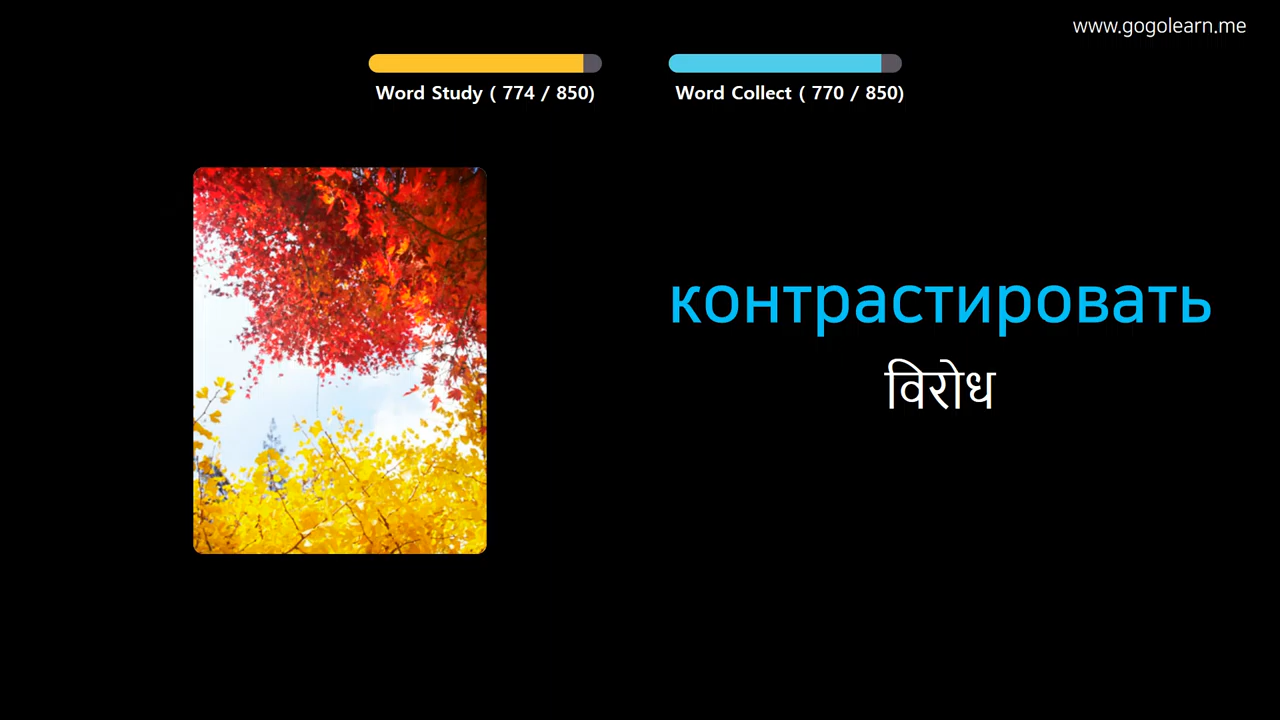 www.gogolearn.me
Word Study ( 774 / 850)
Word Collect ( 770 / 850)
контрастировать
विरोध